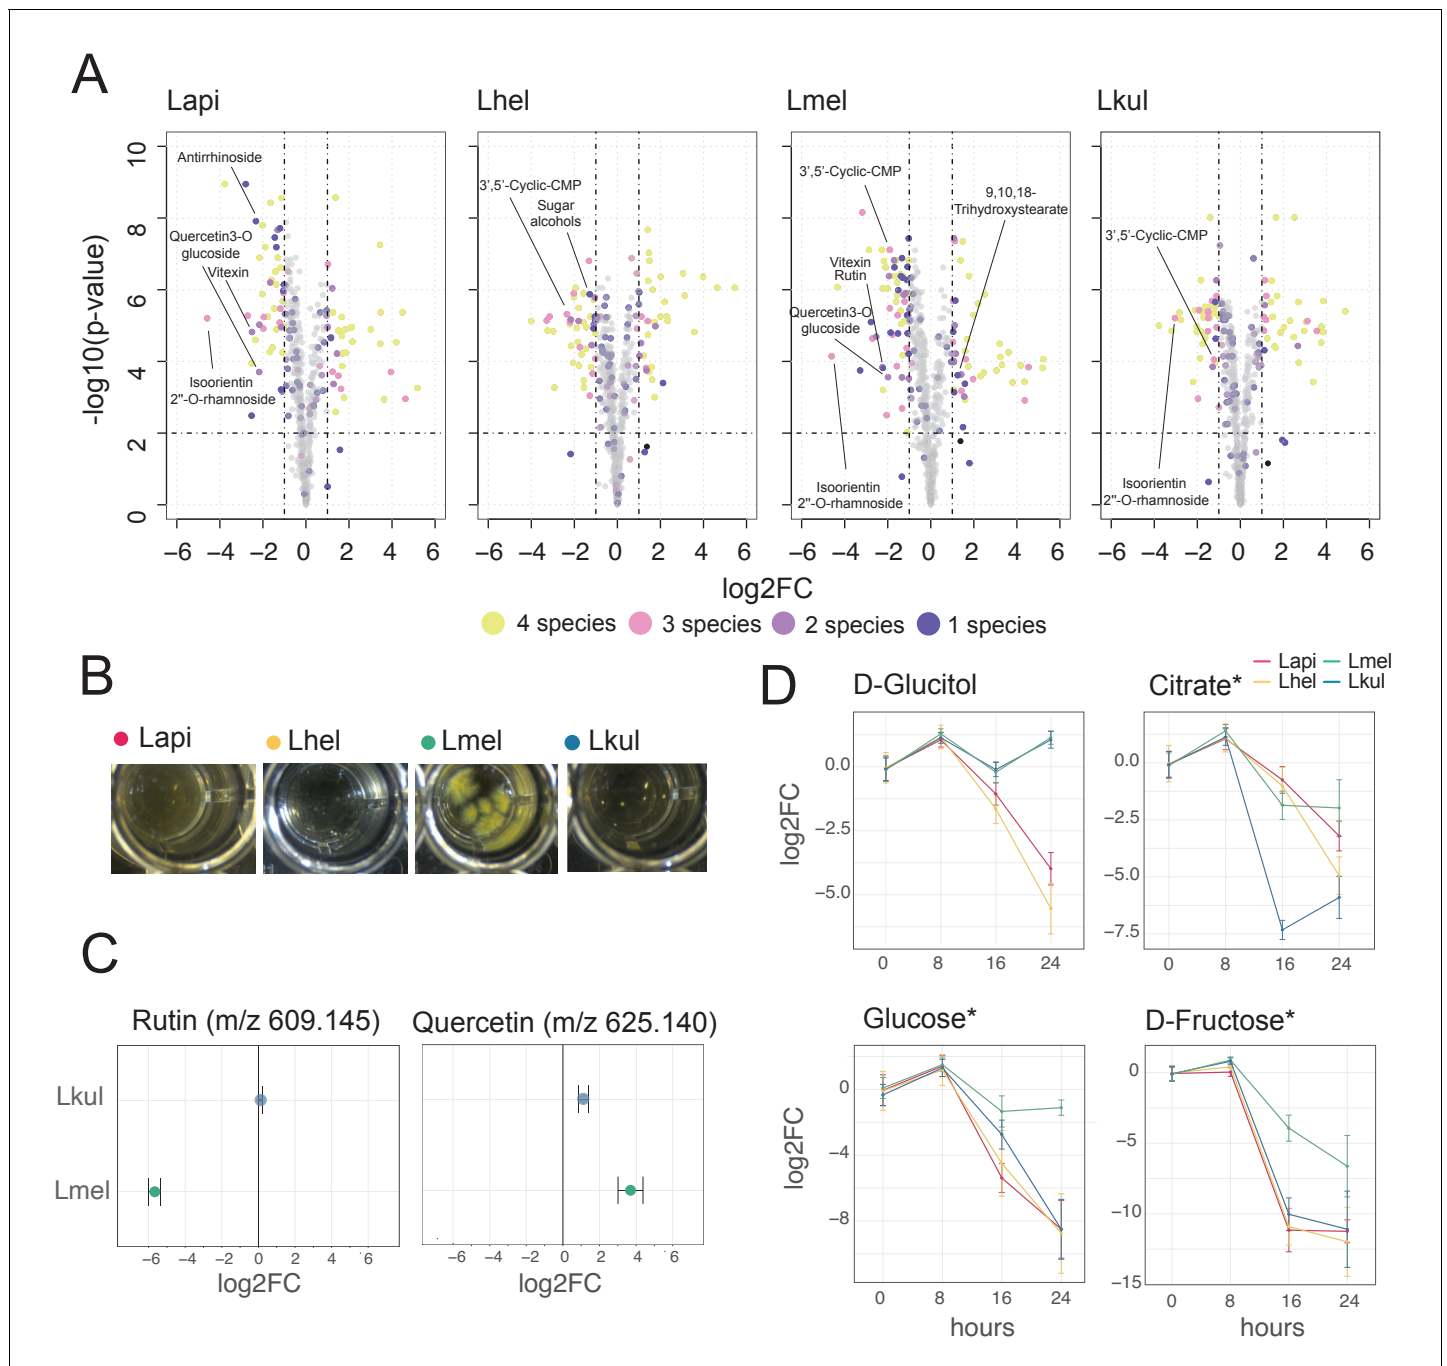 A
Lapi
Lhel
Lmel
Lkul
-log10(p-value)
0
2
4
6
8
10
Antirrhinoside
Quercetin3-O
glucoside
Vitexin
Isoorientin
2"-O-rhamnoside
3',5'-Cyclic-CMP
Sugar
alcohols
3',5'-Cyclic-CMP
9,10,18-
Trihydroxystearate
Vitexin
Rutin
Quercetin3-O
glucoside
Isoorientin
2"-O-rhamnoside
3',5'-Cyclic-CMP
Isoorientin
2"-O-rhamnoside
−6 −4 −2 0 2 4 6
−6 −4 −2 0 2 4 6
−6 −4 −2 0 2 4 6
−6 −4 −2 0 2 4 6
log2FC
4 species 3 species 2 species 1 species
B
Lapi Lhel Lmel Lkul
C
Rutin (m/z 609.145)
Lkul
Lmel
−6 −4 −2 0 2 4 6
log2FC
Quercetin (m/z 625.140)
−6 −4 −2 0 2 4 6
log2FC
D
Lapi Lmel
Lhel Lkul
D-Glucitol
log2FC
0.0
−2.5
−5.0
0 8 16 24
Citrate*
0.0
−2.5
−5.0
−7.5
0 8 16 24
Glucose*
log2FC
0
−4
−8
0 8 16 24
hours
D-Fructose*
0
−5
−10
−15
0 8 16 24
hours